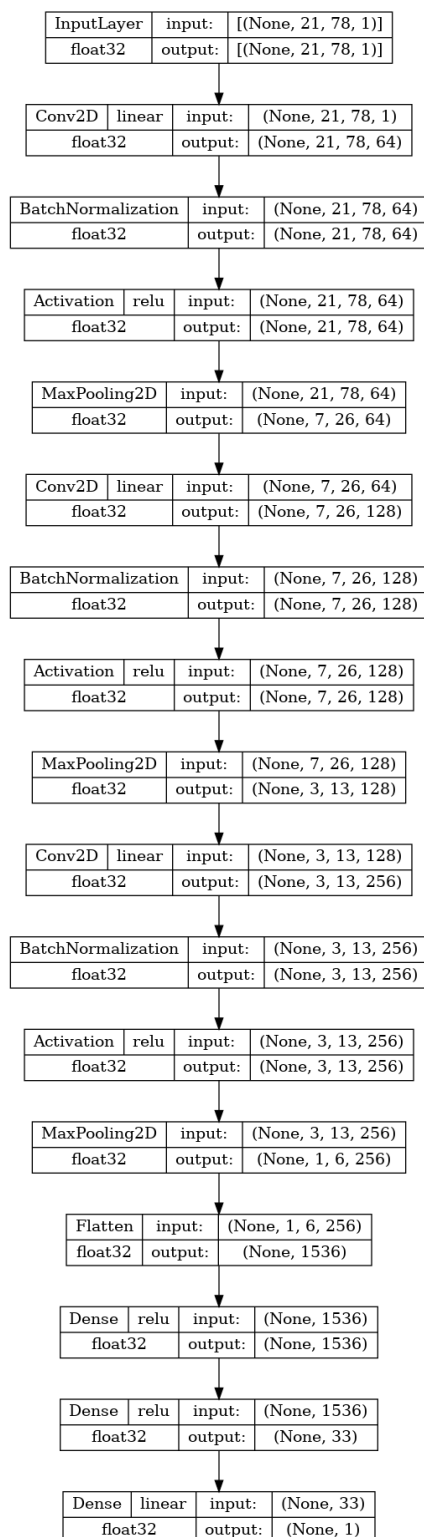 InputLayer input: [(None, 21, 78, 1)]
float32 output: [(None, 21, 78, 1)]
Conv2D linear input: (None, 21, 78, 1)
float32 output: (None, 21, 78, 64)
BatchNormalization input: (None, 21, 78, 64)
float32 output: (None, 21, 78, 64)
Activation relu input: (None, 21, 78, 64)
float32 output: (None, 21, 78, 64)
MaxPooling2D input: (None, 21, 78, 64)
float32 output: (None, 7, 26, 64)
Conv2D linear input: (None, 7, 26, 64)
float32 output: (None, 7, 26, 128)
BatchNormalization input: (None, 7, 26, 128)
float32 output: (None, 7, 26, 128)
Activation relu input: (None, 7, 26, 128)
float32 output: (None, 7, 26, 128)
MaxPooling2D input: (None, 7, 26, 128)
float32 output: (None, 3, 13, 128)
Conv2D linear input: (None, 3, 13, 128)
float32 output: (None, 3, 13, 256)
BatchNormalization input: (None, 3, 13, 256)
float32 output: (None, 3, 13, 256)
Activation relu input: (None, 3, 13, 256)
float32 output: (None, 3, 13, 256)
MaxPooling2D input: (None, 3, 13, 256)
float32 output: (None, 1, 6, 256)
Flatten input: (None, 1, 6, 256)
float32 output: (None, 1536)
Dense relu input: (None, 1536)
float32 output: (None, 1536)
Dense relu input: (None, 1536)
float32 output: (None, 33)
Dense linear input: (None, 33)
float32 output: (None, 1)